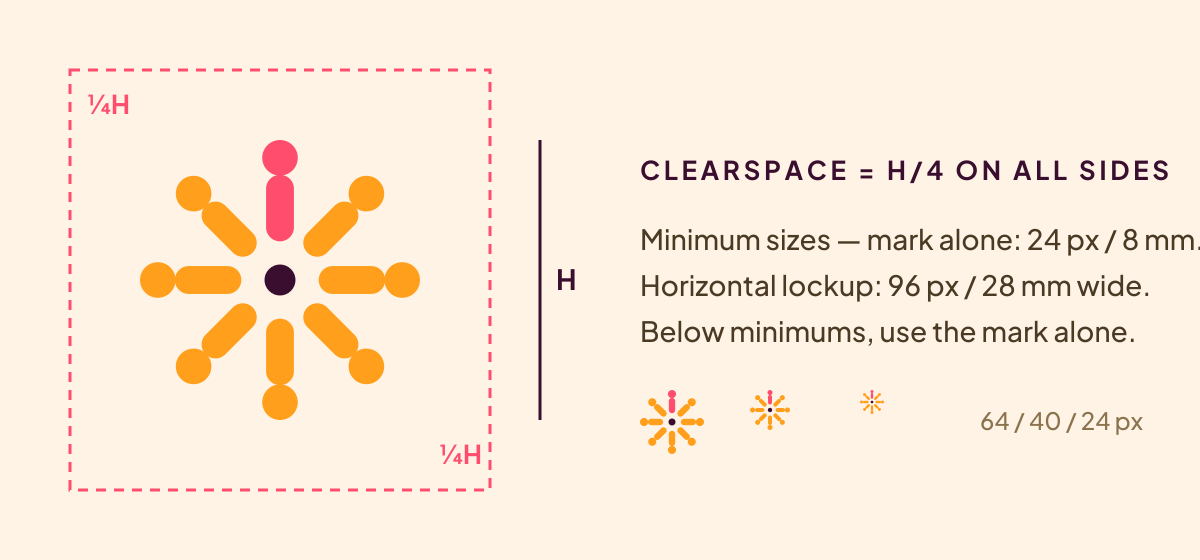 ¼H
CLEARSPACE = H/4 ON ALL SIDES
Minimum sizes — mark alone: 24 px / 8 mm.
H
Horizontal lockup: 96 px / 28 mm wide.
Below minimums, use the mark alone.
64 / 40 / 24 px
¼H